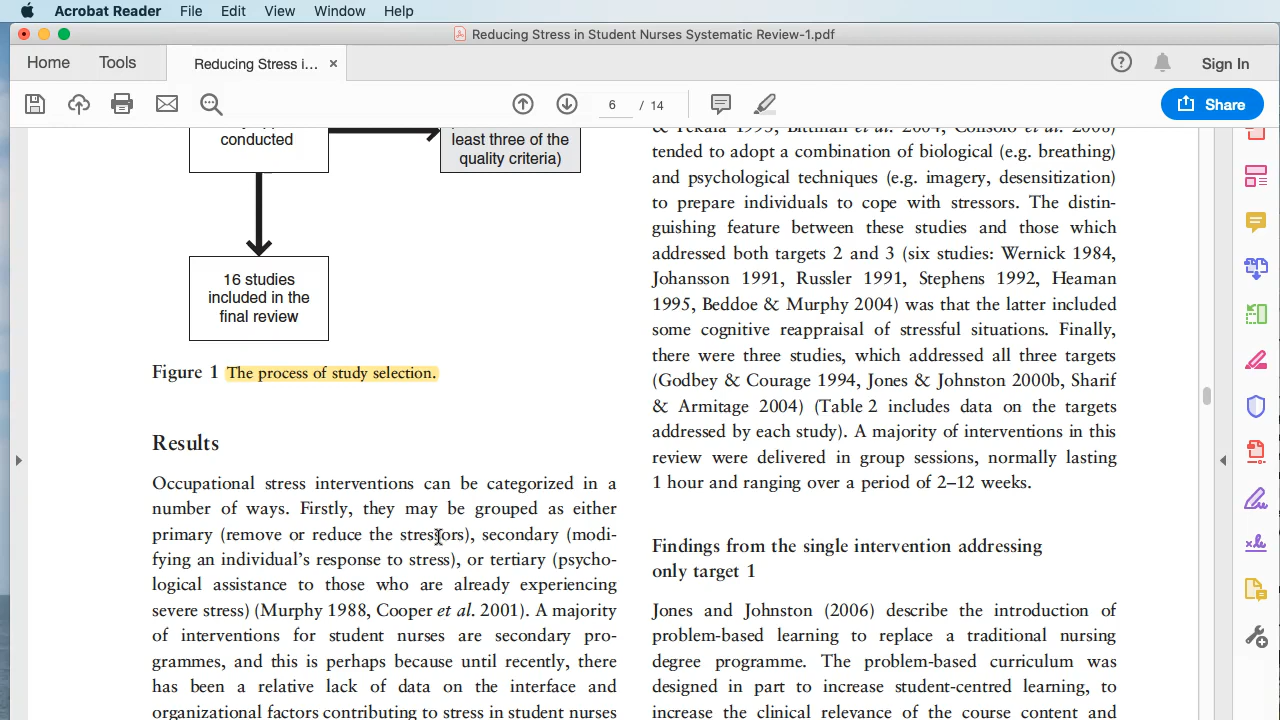 Acrobat Reader File Edit View Window Help
Reducing Stress in Student Nurses Systematic Review-1.pdf
Home Tools Reducing Stress i... × Sign In
6 / 14 Share
conducted
least three of the
quality criteria)
16 studies
included in the
final review
Figure 1 The process of study selection.
Results
Occupational stress interventions can be categorized in a
number of ways. Firstly, they may be grouped as either
primary (remove or reduce the stressors), secondary (modi-
fying an individual's response to stress), or tertiary (psycho-
logical assistance to those who are already experiencing
severe stress) (Murphy 1988, Cooper et al. 2001). A majority
of interventions for student nurses are secondary pro-
grammes, and this is perhaps because until recently, there
has been a relative lack of data on the interface and
organizational factors contributing to stress in student nurses
tended to adopt a combination of biological (e.g. breathing)
and psychological techniques (e.g. imagery, desensitization)
to prepare individuals to cope with stressors. The distin-
guishing feature between these studies and those which
addressed both targets 2 and 3 (six studies: Wernick 1984,
Johansson 1991, Russler 1991, Stephens 1992, Heaman
1995, Beddoe & Murphy 2004) was that the latter included
some cognitive reappraisal of stressful situations. Finally,
there were three studies, which addressed all three targets
(Godbey & Courage 1994, Jones & Johnston 2000b, Sharif
& Armitage 2004) (Table 2 includes data on the targets
addressed by each study). A majority of interventions in this
review were delivered in group sessions, normally lasting
1 hour and ranging over a period of 2–12 weeks.
Findings from the single intervention addressing
only target 1
Jones and Johnston (2006) describe the introduction of
problem-based learning to replace a traditional nursing
degree programme. The problem-based curriculum was
designed in part to increase student-centred learning, to
increase the clinical relevance of the course content and